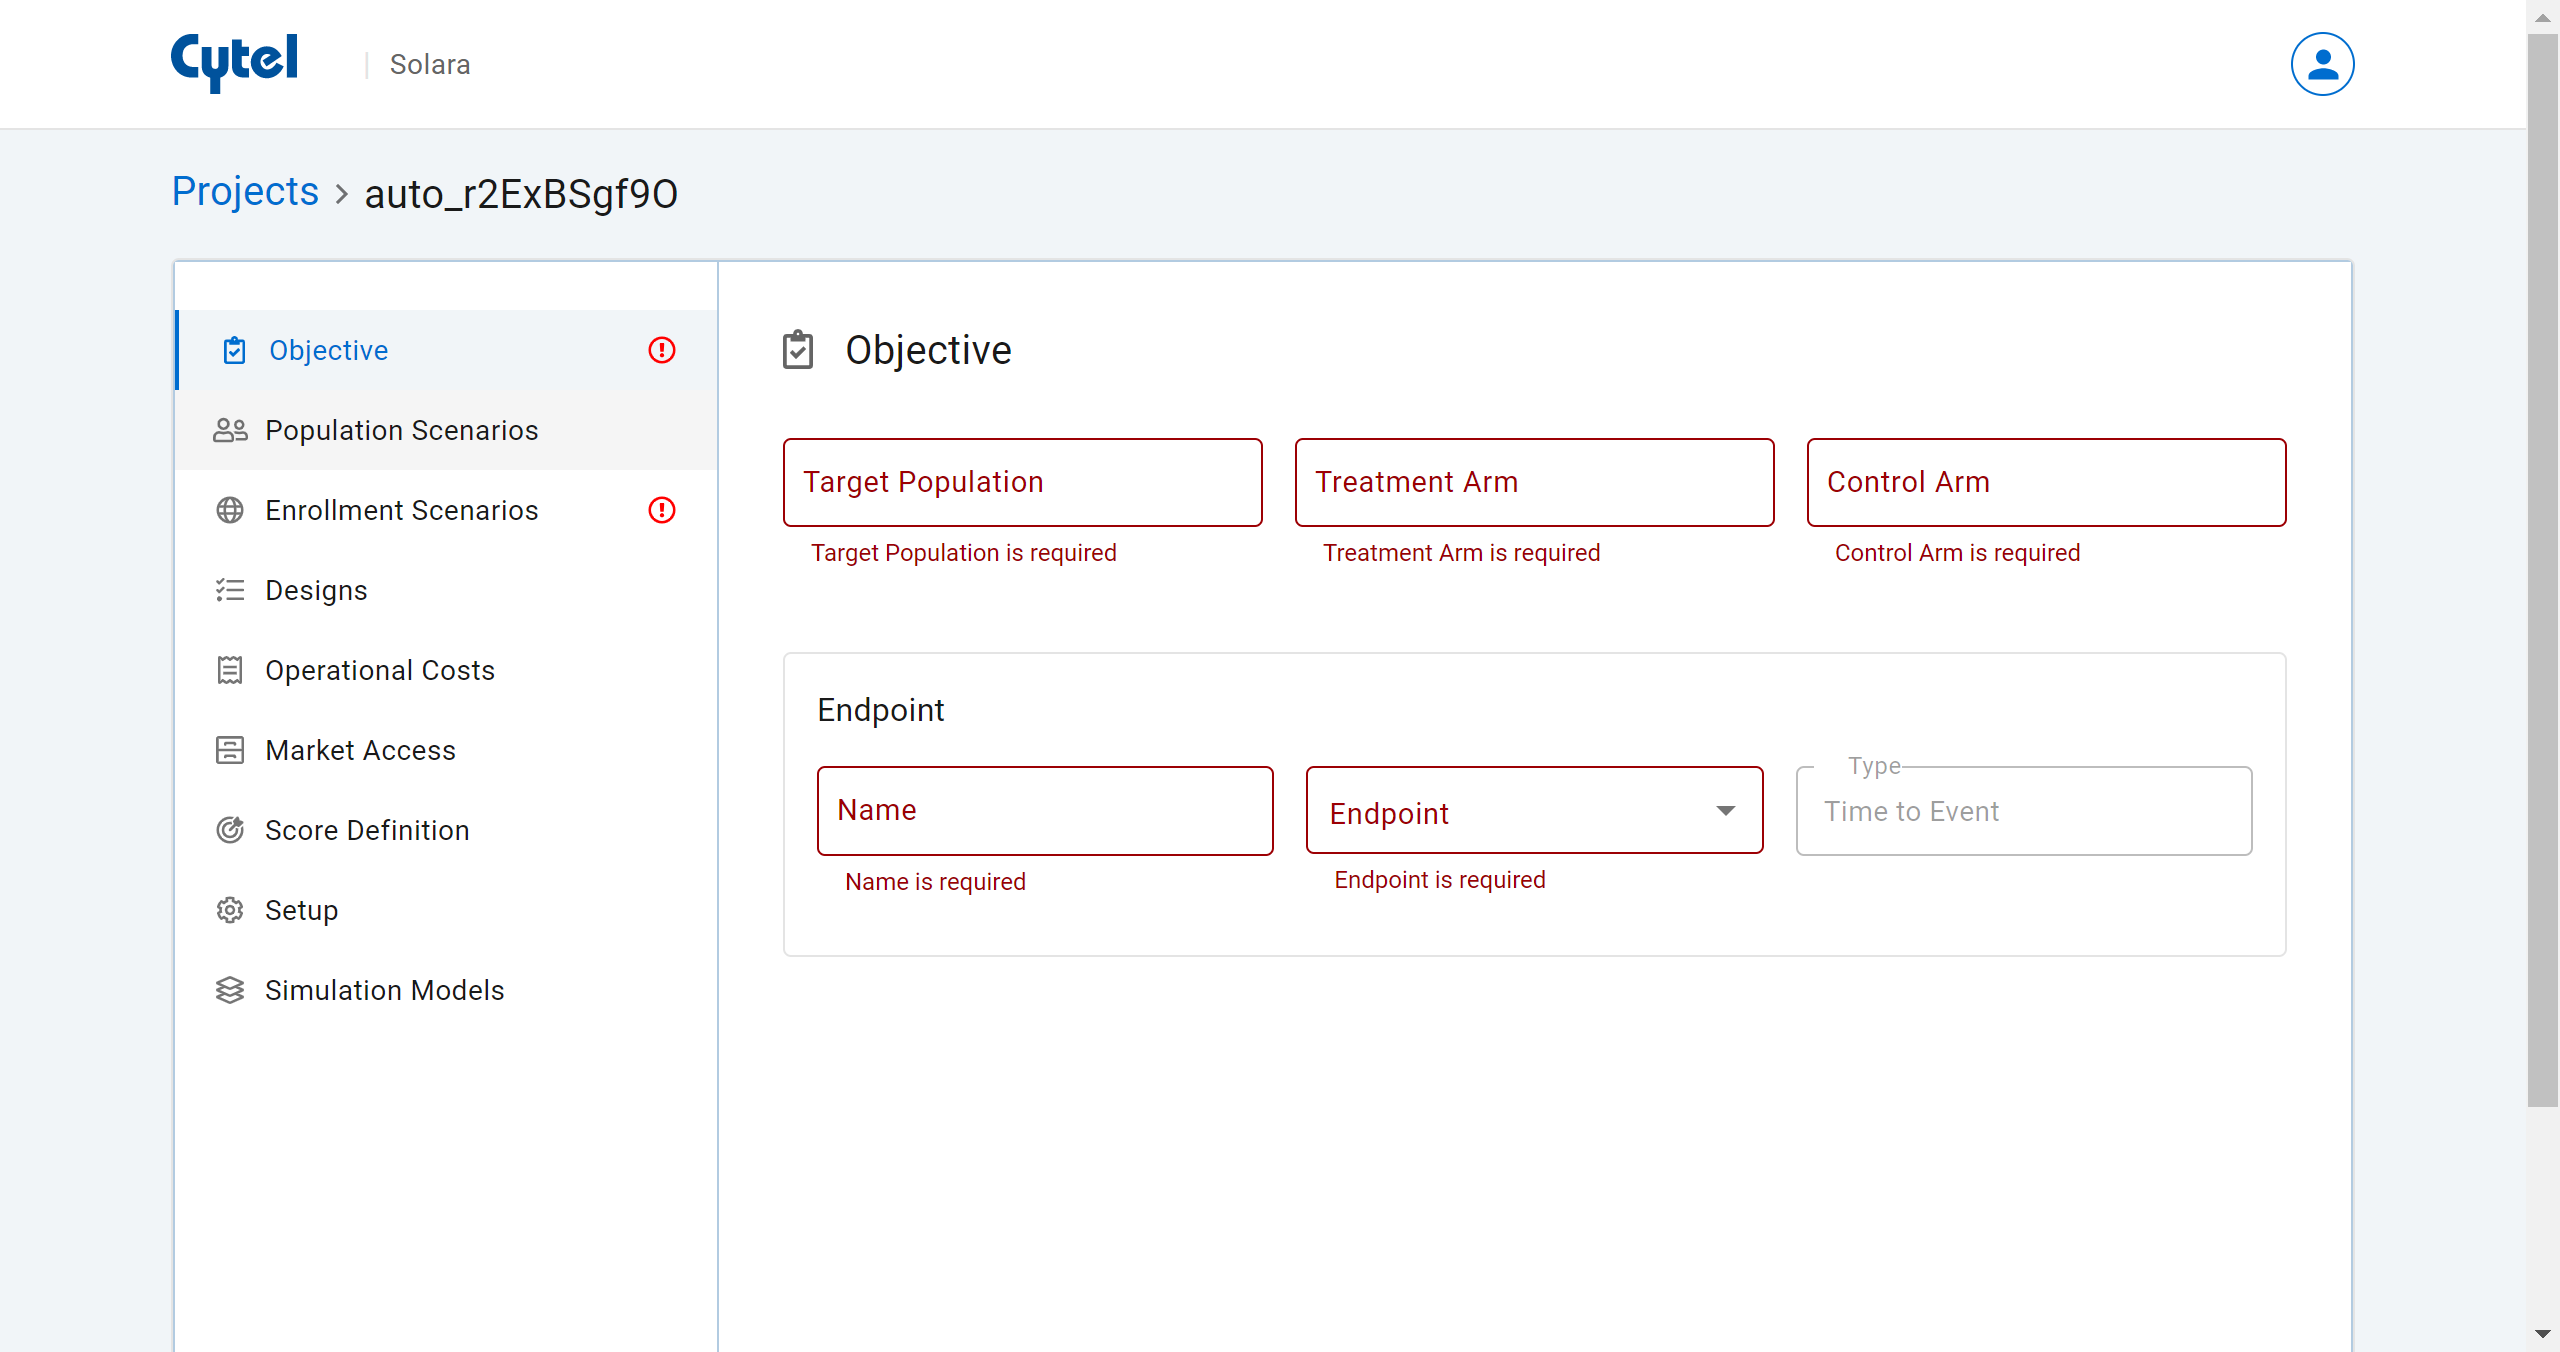 Cytel | Solara
Projects > auto_r2ExBSgf9O
Objective
Population Scenarios
Enrollment Scenarios
Designs
Operational Costs
Market Access
Score Definition
Setup
Simulation Models
Objective
Target Population
Treatment Arm
Control Arm
Target Population is required
Treatment Arm is required
Control Arm is required
Endpoint
Name
Endpoint
Type
Time to Event
Name is required
Endpoint is required